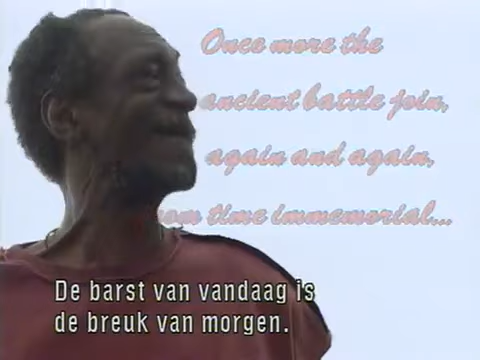 Once more the
ancient battle join,
again and again,
om time immemorial...
De barst van vandaag is
de breuk van morgen.